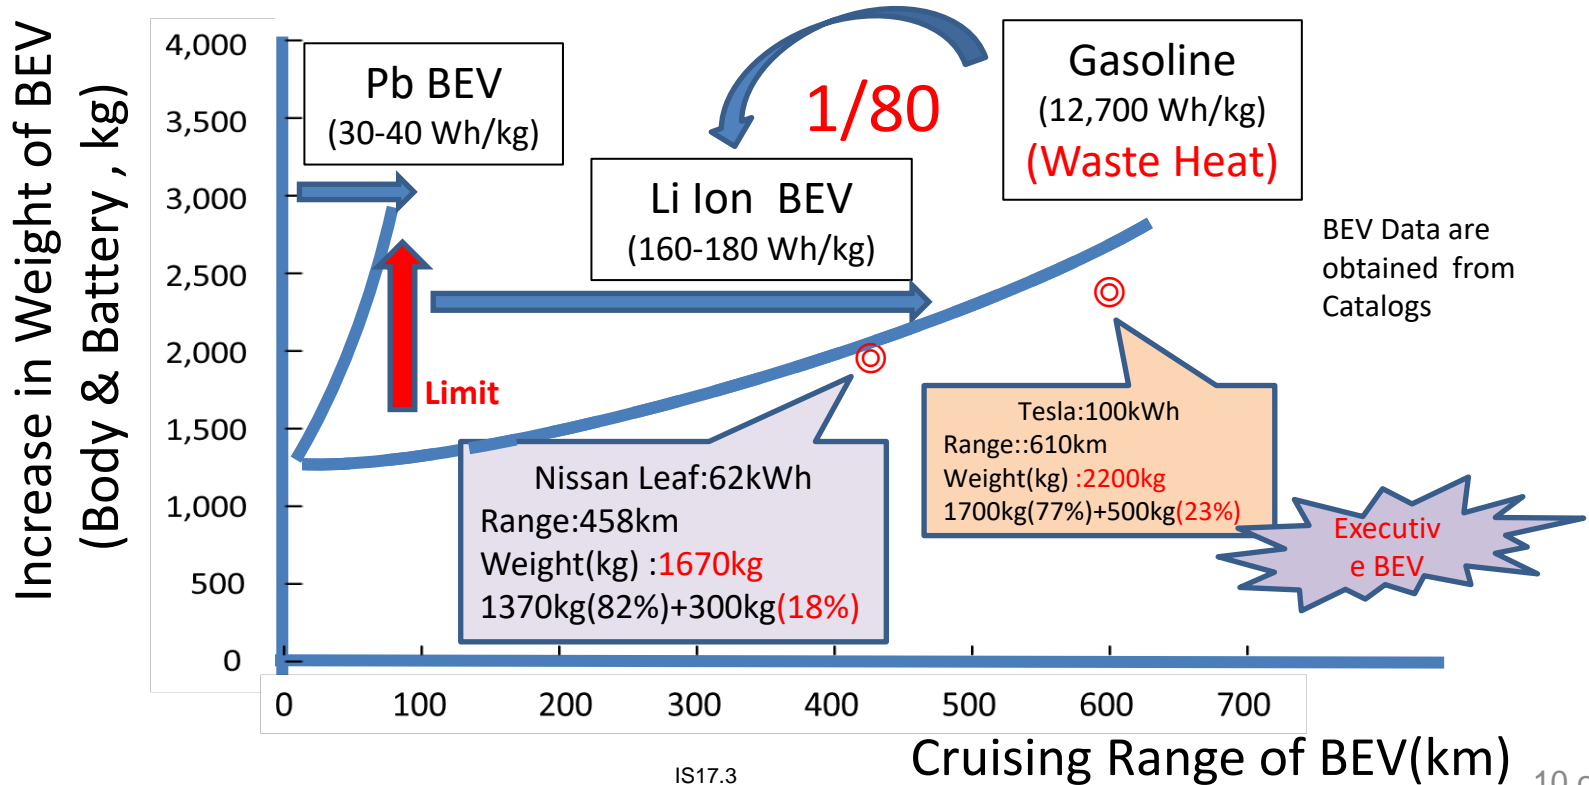 Increase in Weight of BEV
(Body & Battery , kg)
4,000
3,500
3,000
2,500
2,000
1,500
1,000
500
0
Pb BEV
(30-40 Wh/kg)
1/80
Gasoline
(12,700 Wh/kg)
(Waste Heat)
Li Ion BEV
(160-180 Wh/kg)
BEV Data are
obtained from
Catalogs
Limit
Nissan Leaf:62kWh
Range:458km
Weight(kg) :1670kg
1370kg(82%)+300kg(18%)
Tesla:100kWh
Range::610km
Weight(kg) :2200kg
1700kg(77%)+500kg(23%)
Executiv
e BEV
0 100 200 300 400 500 600 700
Cruising Range of BEV(km)
IS17.3
10